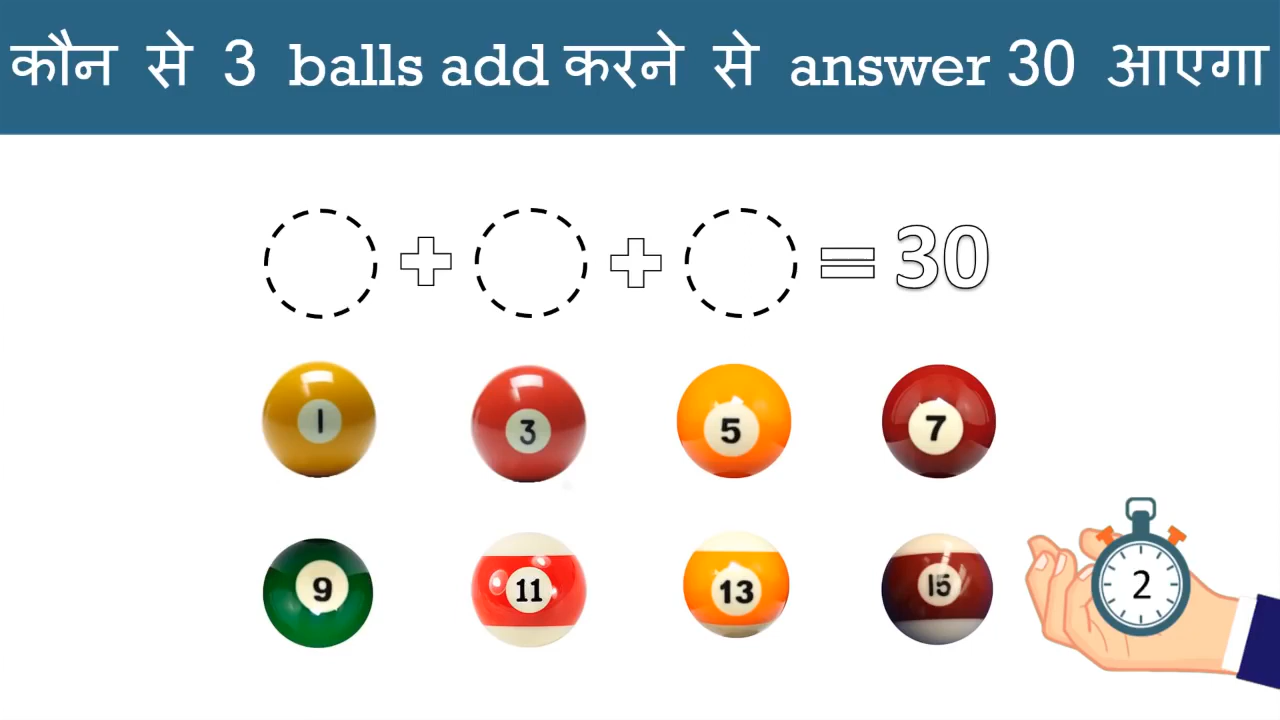 कौन से 3 balls add करने से answer 30 आएगा
+ + = 30
1 3 5 7
9 11 13 15
2